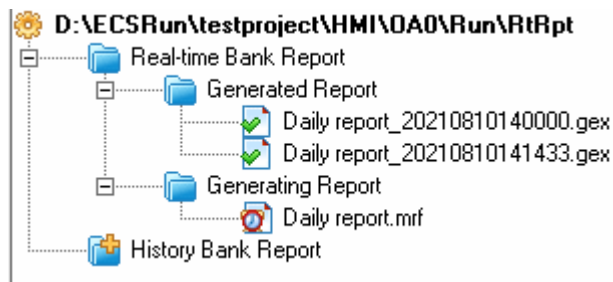 D:\ECSRun\testproject\HMI\OA0\Run\RtRpt
Real-time Bank Report
Generated Report
Daily report_20210810140000.gex
Daily report_20210810141433.gex
Generating Report
Daily report.mrf
History Bank Report